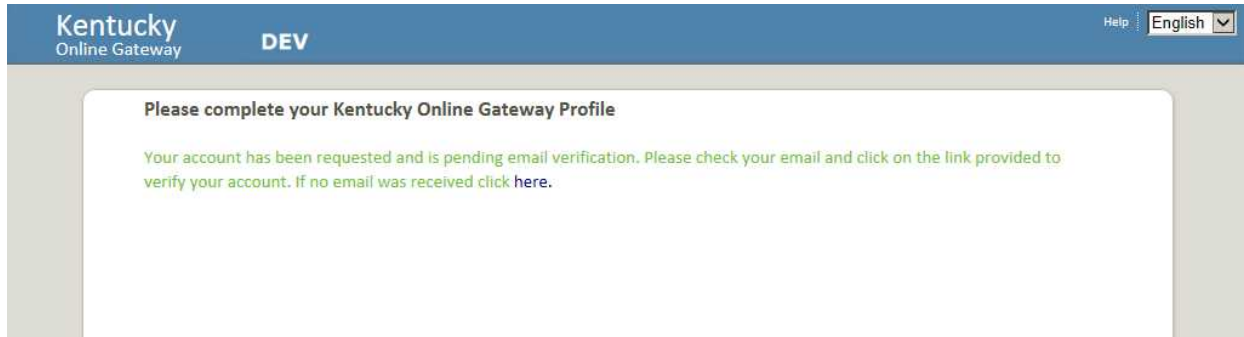 Kentucky
Online Gateway
DEV
Help
English
Please complete your Kentucky Online Gateway Profile
Your account has been requested and is pending email verification. Please check your email and click on the link provided to
verify your account. If no email was received click here.